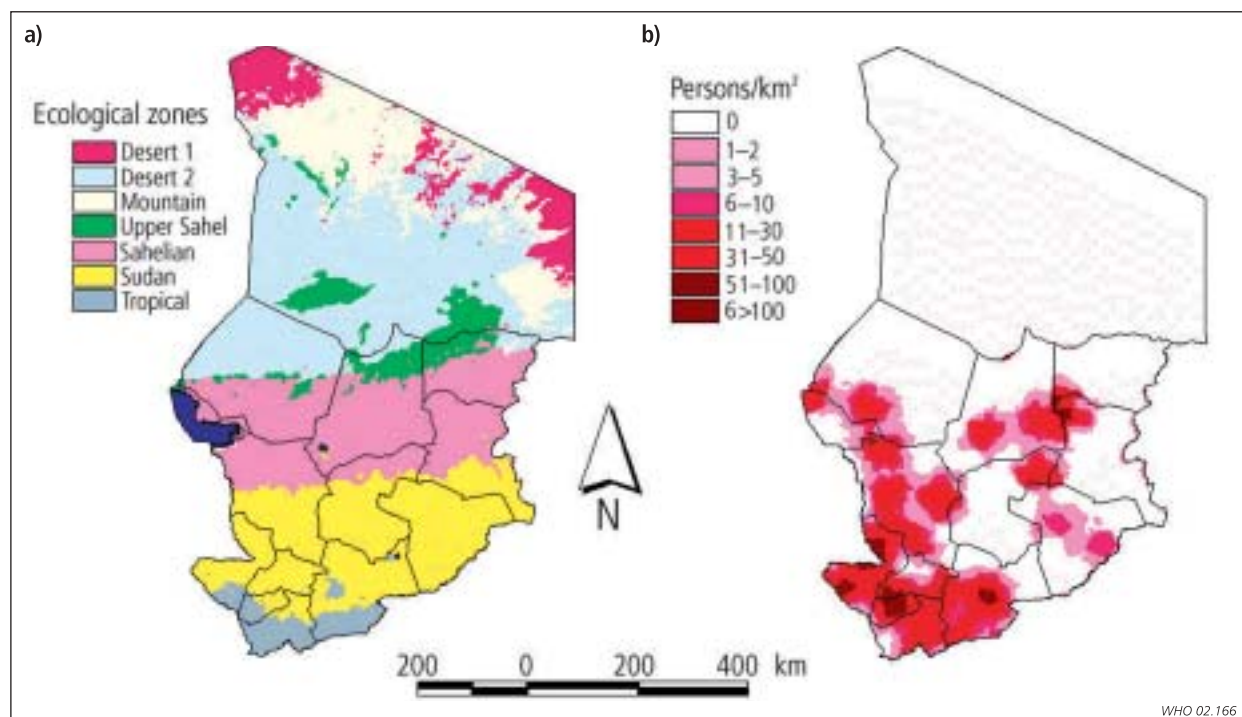 a)
Ecological zones
Desert 1
Desert 2
Mountain
Upper Sahel
Sahelian
Sudan
Tropical
b)
Persons/km²
0
1–2
3–5
6–10
11–30
31–50
51–100
6>100
N
200 0 200 400 km
WHO 02.166